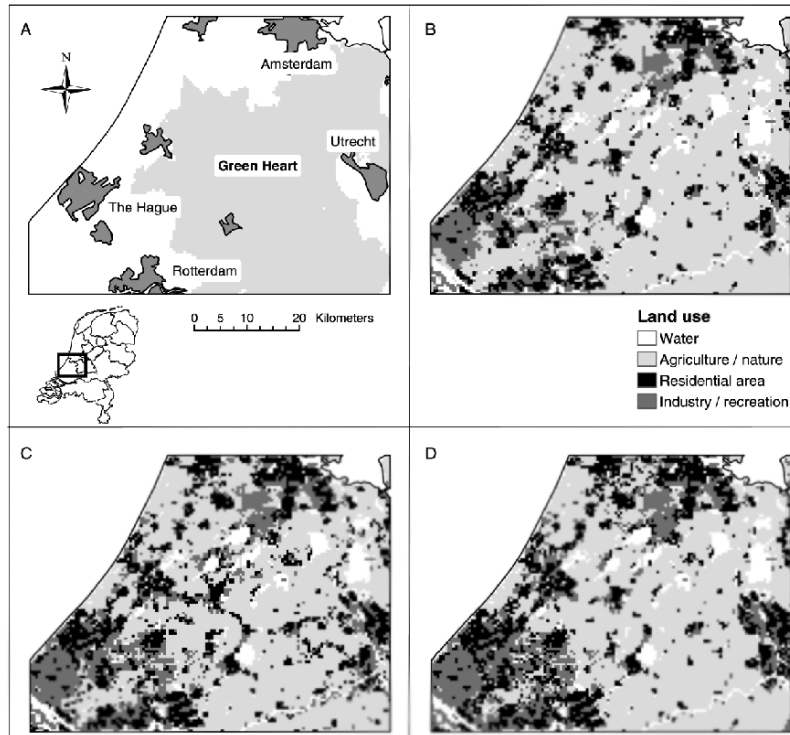 A
N
Amsterdam
Utrecht
Green Heart
The Hague
Rotterdam
0 5 10 20 Kilometers
B
Land use
Water
Agriculture / nature
Residential area
Industry / recreation
C
D